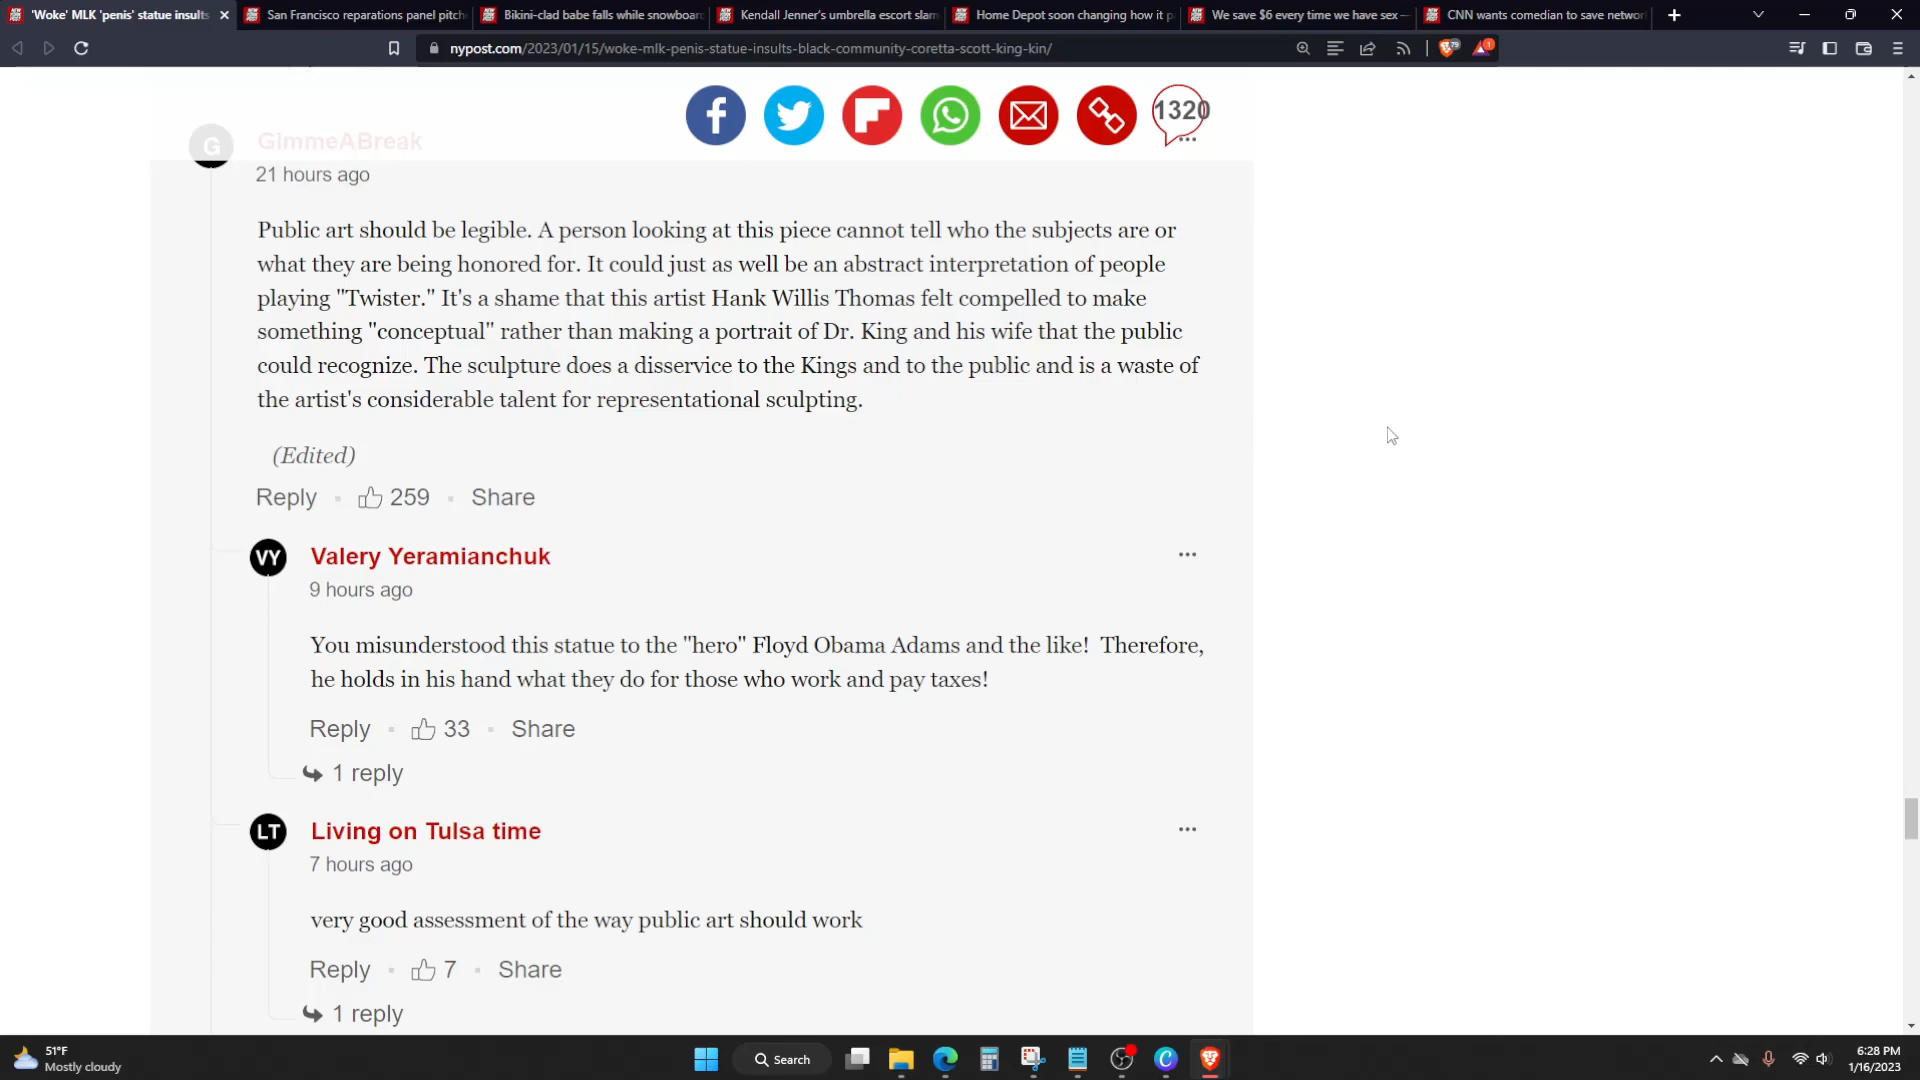 'Woke' MLK 'penis' statue insults
San Francisco reparations panel pitch
Bikini-clad babe falls while snowboar
Kendall Jenner's umbrella escort slam
Home Depot soon changing how it p
We save $6 every time we have sex —
CNN wants comedian to save networ
nypost.com/2023/01/15/woke-mlk-penis-statue-insults-black-community-coretta-scott-king-kin/
79
1
1320
G
GimmeABreak
21 hours ago
Public art should be legible. A person looking at this piece cannot tell who the subjects are or
what they are being honored for. It could just as well be an abstract interpretation of people
playing "Twister." It's a shame that this artist Hank Willis Thomas felt compelled to make
something "conceptual" rather than making a portrait of Dr. King and his wife that the public
could recognize. The sculpture does a disservice to the Kings and to the public and is a waste of
the artist's considerable talent for representational sculpting.
(Edited)
Reply 259 Share
VY
Valery Yeramianchuk
9 hours ago
You misunderstood this statue to the "hero" Floyd Obama Adams and the like!  Therefore,
he holds in his hand what they do for those who work and pay taxes!
Reply 33 Share
1 reply
LT
Living on Tulsa time
7 hours ago
very good assessment of the way public art should work
Reply 7 Share
1 reply
51°F
Mostly cloudy
Search
6:28 PM
1/16/2023